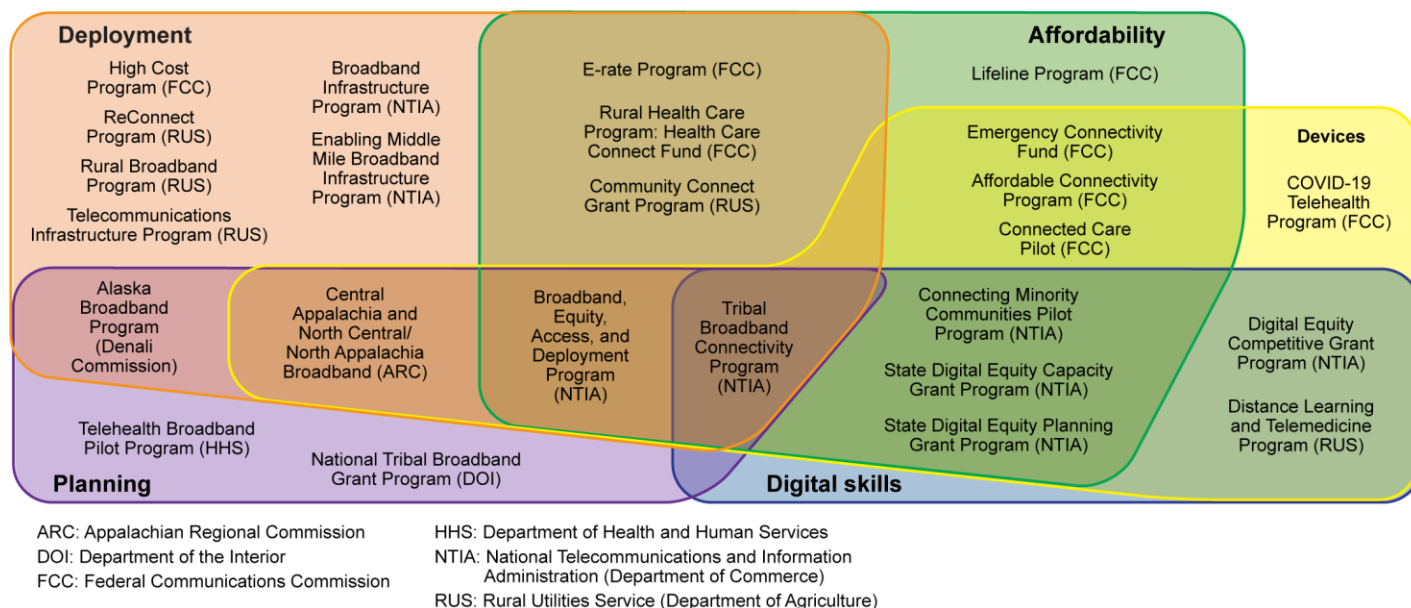 Deployment
High Cost
Program (FCC)
ReConnect
Program (RUS)
Rural Broadband
Program (RUS)
Telecommunications
Infrastructure Program (RUS)
Broadband
Infrastructure
Program (NTIA)
Enabling Middle
Mile Broadband
Infrastructure
Program (NTIA)
E-rate Program (FCC)
Rural Health Care
Program: Health Care
Connect Fund (FCC)
Community Connect
Grant Program (RUS)
Affordability
Lifeline Program (FCC)
Emergency Connectivity
Fund (FCC)
Affordable Connectivity
Program (FCC)
Connected Care
Pilot (FCC)
Devices
COVID-19
Telehealth
Program (FCC)
Alaska
Broadband
Program
(Denali
Commission)
Central
Appalachia and
North Central/
North Appalachia
Broadband (ARC)
Broadband,
Equity,
Access, and
Deployment
Program
(NTIA)
Tribal
Broadband
Connectivity
Program
(NTIA)
Connecting Minority
Communities Pilot
Program (NTIA)
State Digital Equity Capacity
Grant Program (NTIA)
State Digital Equity Planning
Grant Program (NTIA)
Digital Equity
Competitive Grant
Program (NTIA)
Distance Learning
and Telemedicine
Program (RUS)
Telehealth Broadband
Pilot Program (HHS)
National Tribal Broadband
Grant Program (DOI)
Planning
Digital skills
ARC: Appalachian Regional Commission
DOI: Department of the Interior
FCC: Federal Communications Commission
HHS: Department of Health and Human Services
NTIA: National Telecommunications and Information
Administration (Department of Commerce)
RUS: Rural Utilities Service (Department of Agriculture)